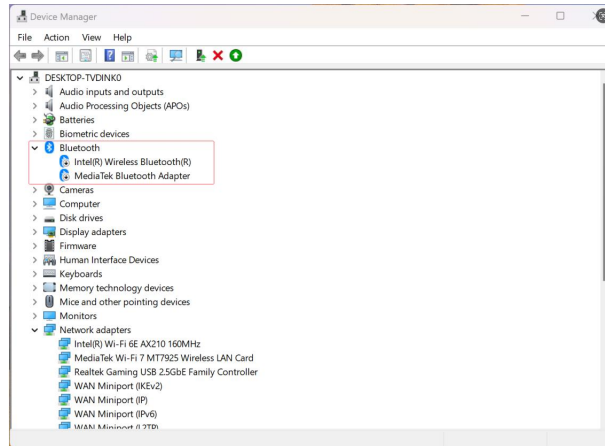 Device Manager
File Action View Help
DESKTOP-TVDINK0
Audio inputs and outputs
Audio Processing Objects (APOs)
Batteries
Biometric devices
Bluetooth
Intel(R) Wireless Bluetooth(R)
MediaTek Bluetooth Adapter
Cameras
Computer
Disk drives
Display adapters
Firmware
Human Interface Devices
Keyboards
Memory technology devices
Mice and other pointing devices
Monitors
Network adapters
Intel(R) Wi-Fi 6E AX210 160MHz
MediaTek Wi-Fi 7 MT7925 Wireless LAN Card
Realtek Gaming USB 2.5GbE Family Controller
WAN Miniport (IKEv2)
WAN Miniport (IP)
WAN Miniport (IPv6)
WAN Miniport (L2TP)